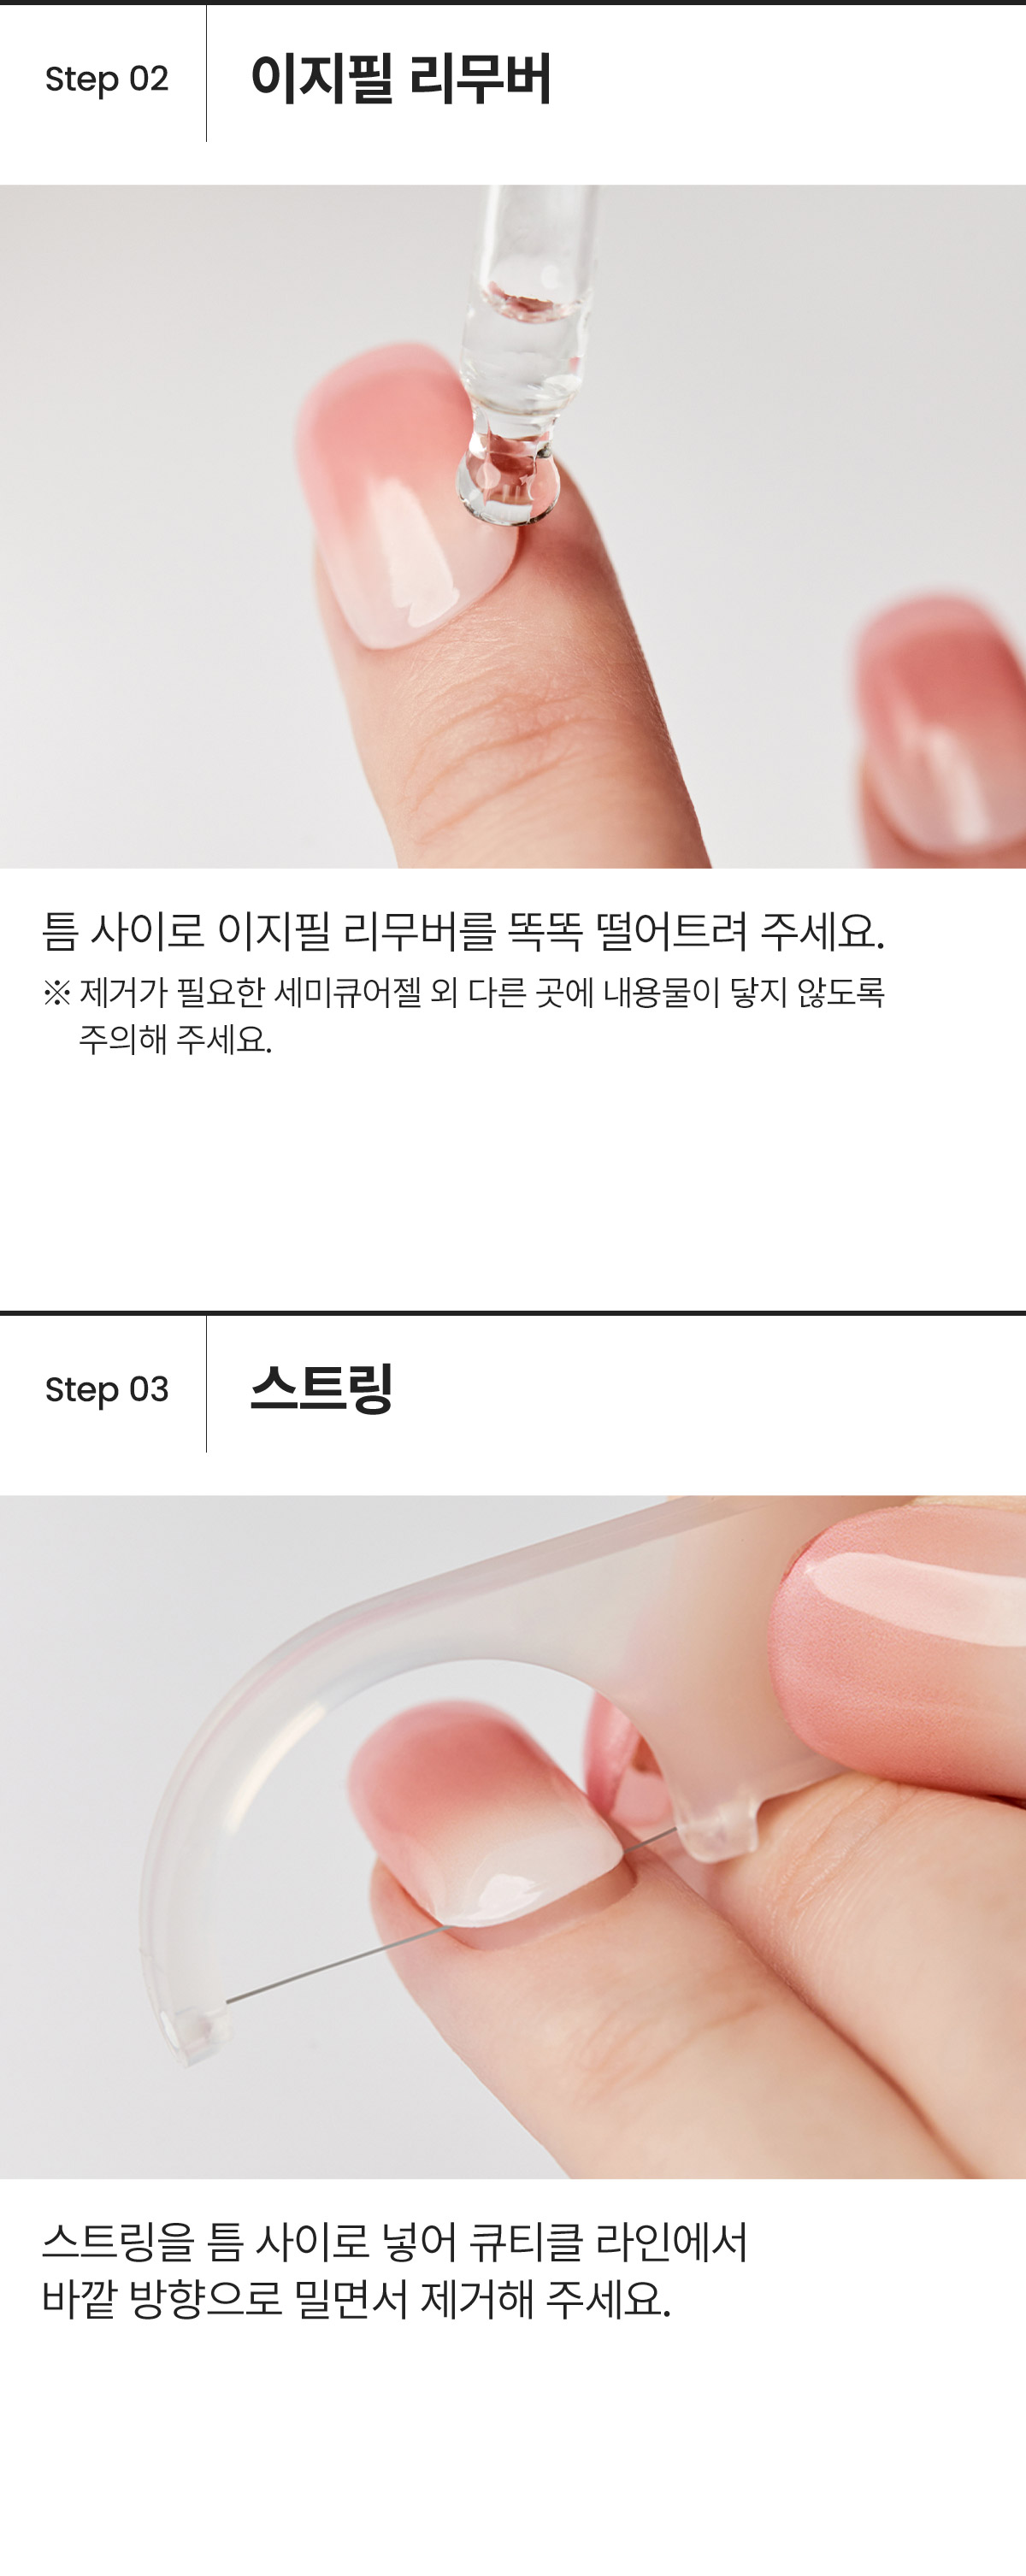 Step 02
이지필 리무버
틈 사이로 이지필 리무버를 똑똑 떨어트려 주세요.
※ 제거가 필요한 세미큐어젤 외 다른 곳에 내용물이 닿지 않도록
주의해 주세요.
Step 03
스트링
스트링을 틈 사이로 넣어 큐티클 라인에서
바깥 방향으로 밀면서 제거해 주세요.